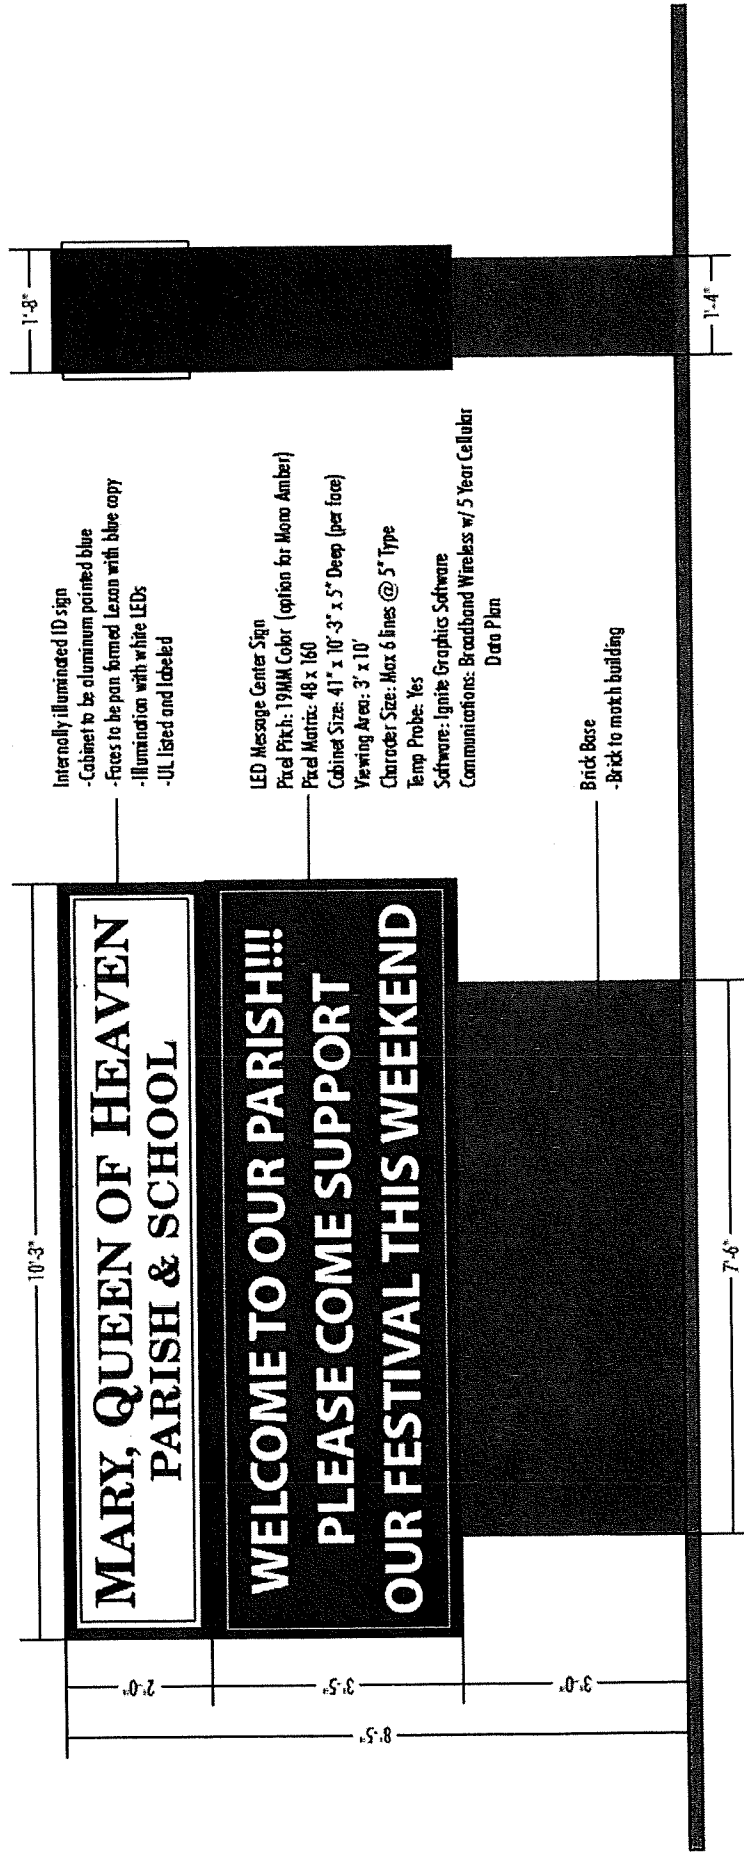 10'-3"
MARY, QUEEN OF HEAVEN
PARISH & SCHOOL
WELCOME TO OUR PARISH!!!
PLEASE COME SUPPORT
OUR FESTIVAL THIS WEEKEND
2'-0"
3'-5"
3'-0"
8'-5"
7'-6"
Internally illuminated ID sign
-Cabinet to be aluminum painted blue
-Faces to be pan formed Lexan with blue copy
-Illumination with white LEDs
-UL listed and labeled
LED Message Center Sign
Pixel Pitch: 19MM Color (option for Mono Amber)
Pixel Matrix: 48 x 160
Cabinet Size: 41" x 10'-3" x 5" Deep (per face)
Viewing Area: 3' x 10'
Character Size: Max 6 lines @ 5" Type
Temp Probe: Yes
Software: Ignite Graphics Software
Communications: Broadband Wireless w/ 5 Year Cellular
Data Plan
Brick Base
-Brick to match building
1'-8"
1'-4"